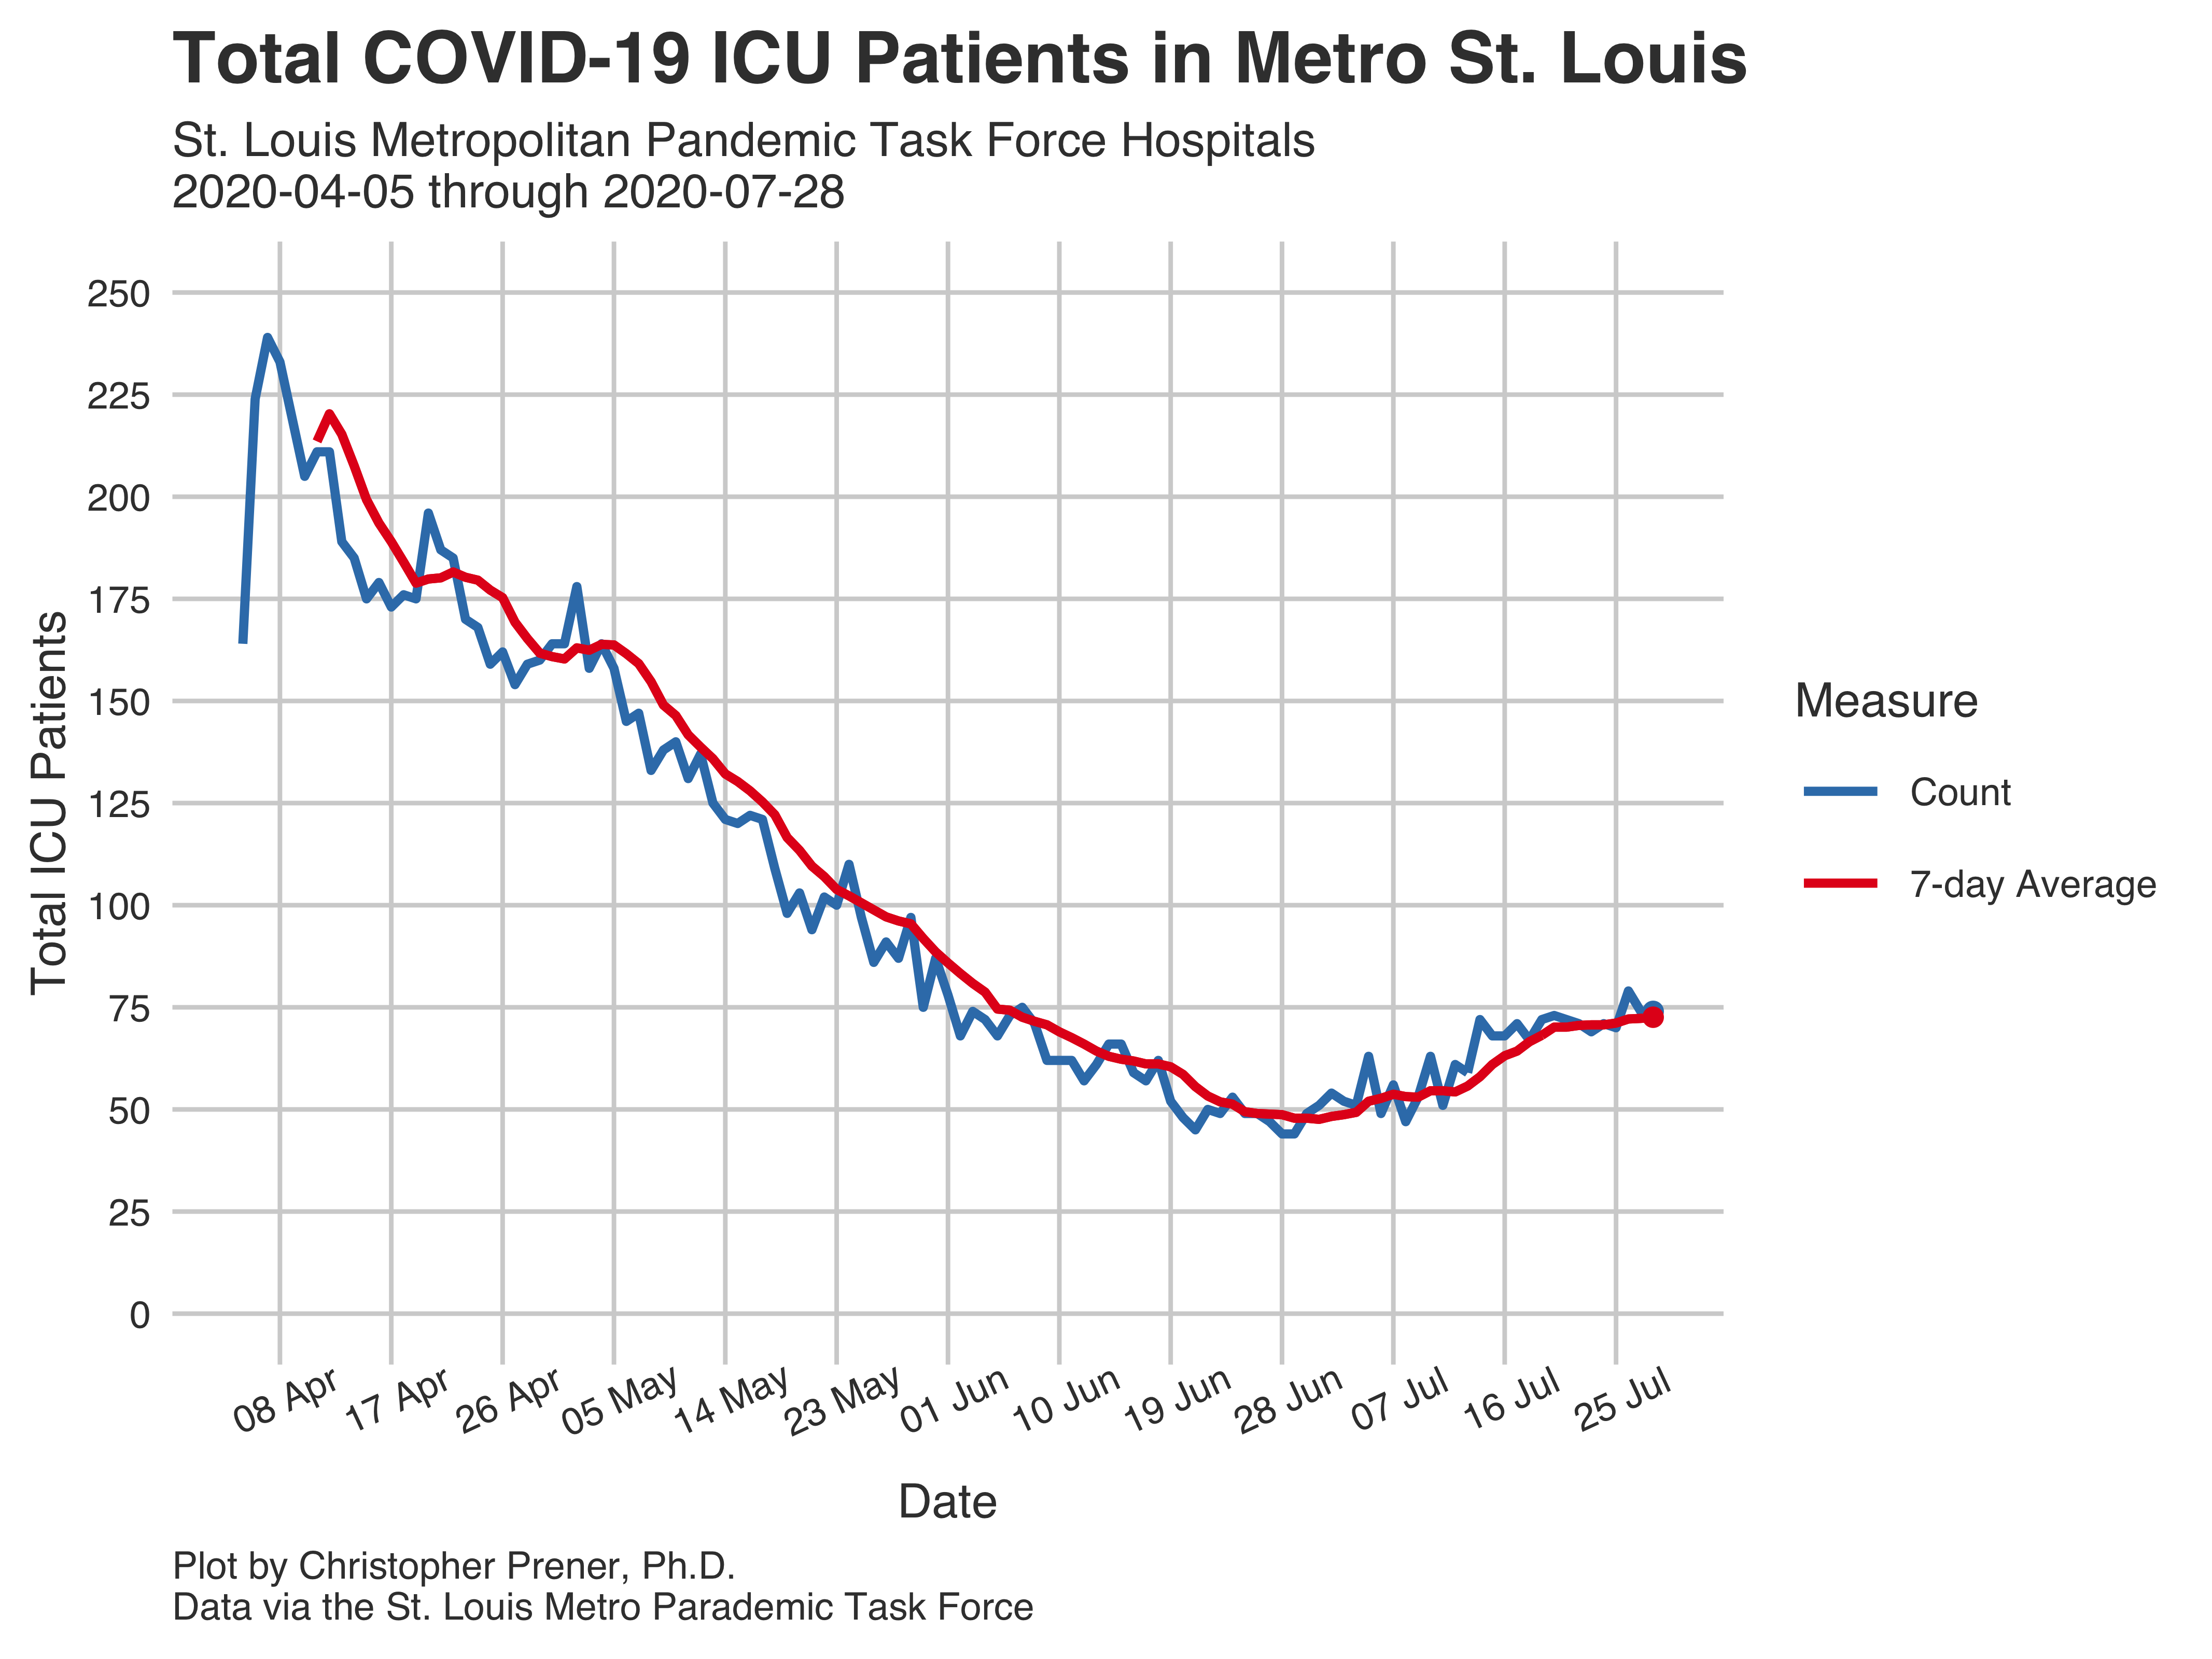 Total COVID-19 ICU Patients in Metro St. Louis
St. Louis Metropolitan Pandemic Task Force Hospitals
2020-04-05 through 2020-07-28
250
225
200
175
150
125
100
75
50
25
0
Total ICU Patients
08 Apr
17 Apr
26 Apr
05 May
14 May
23 May
01 Jun
10 Jun
19 Jun
28 Jun
07 Jul
16 Jul
25 Jul
Date
Measure
Count
7-day Average
Plot by Christopher Prener, Ph.D.
Data via the St. Louis Metro Parademic Task Force